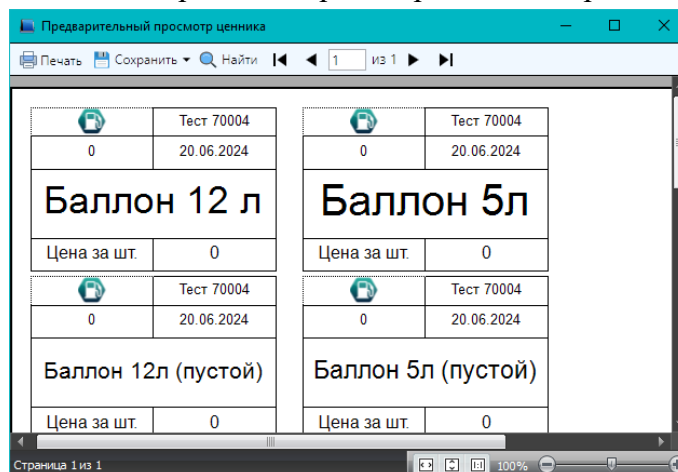 Предварительный просмотр ценника
Печать Сохранить Найти 1 из 1
Тест 70004 Тест 70004
0 20.06.2024 0 20.06.2024
Баллон 12 л Баллон 5л
Цена за шт. 0 Цена за шт. 0
Тест 70004 Тест 70004
0 20.06.2024 0 20.06.2024
Баллон 12л (пустой) Баллон 5л (пустой)
Цена за шт. 0 Цена за шт. 0
Страница 1 из 1 1:1 100%